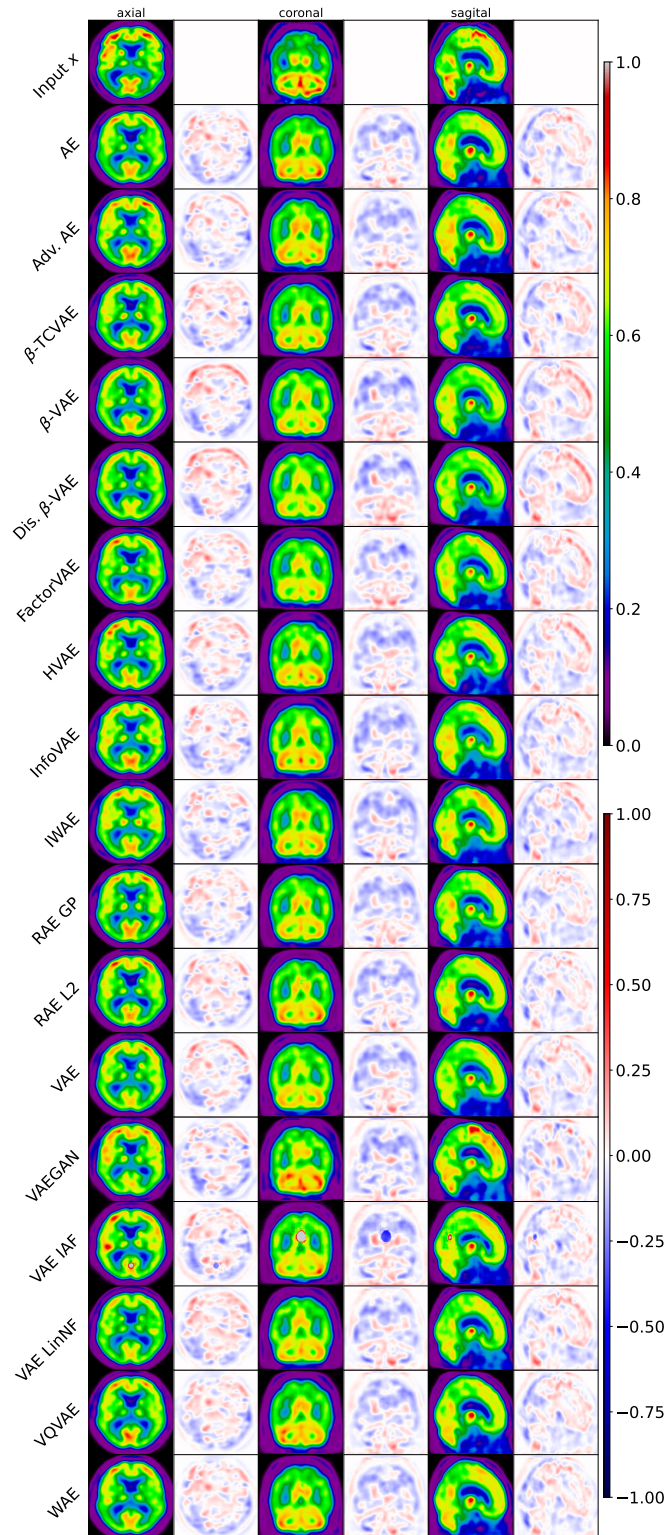 axial coronal sagital
Input x
AE
Adv. AE
β-TCVAE
β-VAE
Dis. β-VAE
FactorVAE
HVAE
InfoVAE
IWAE
RAE GP
RAE L2
VAE
VAEGAN
VAE IAF
VAE LinNF
VQVAE
WAE
1.0
0.8
0.6
0.4
0.2
0.0
1.00
0.75
0.50
0.25
0.00
−0.25
−0.50
−0.75
−1.00